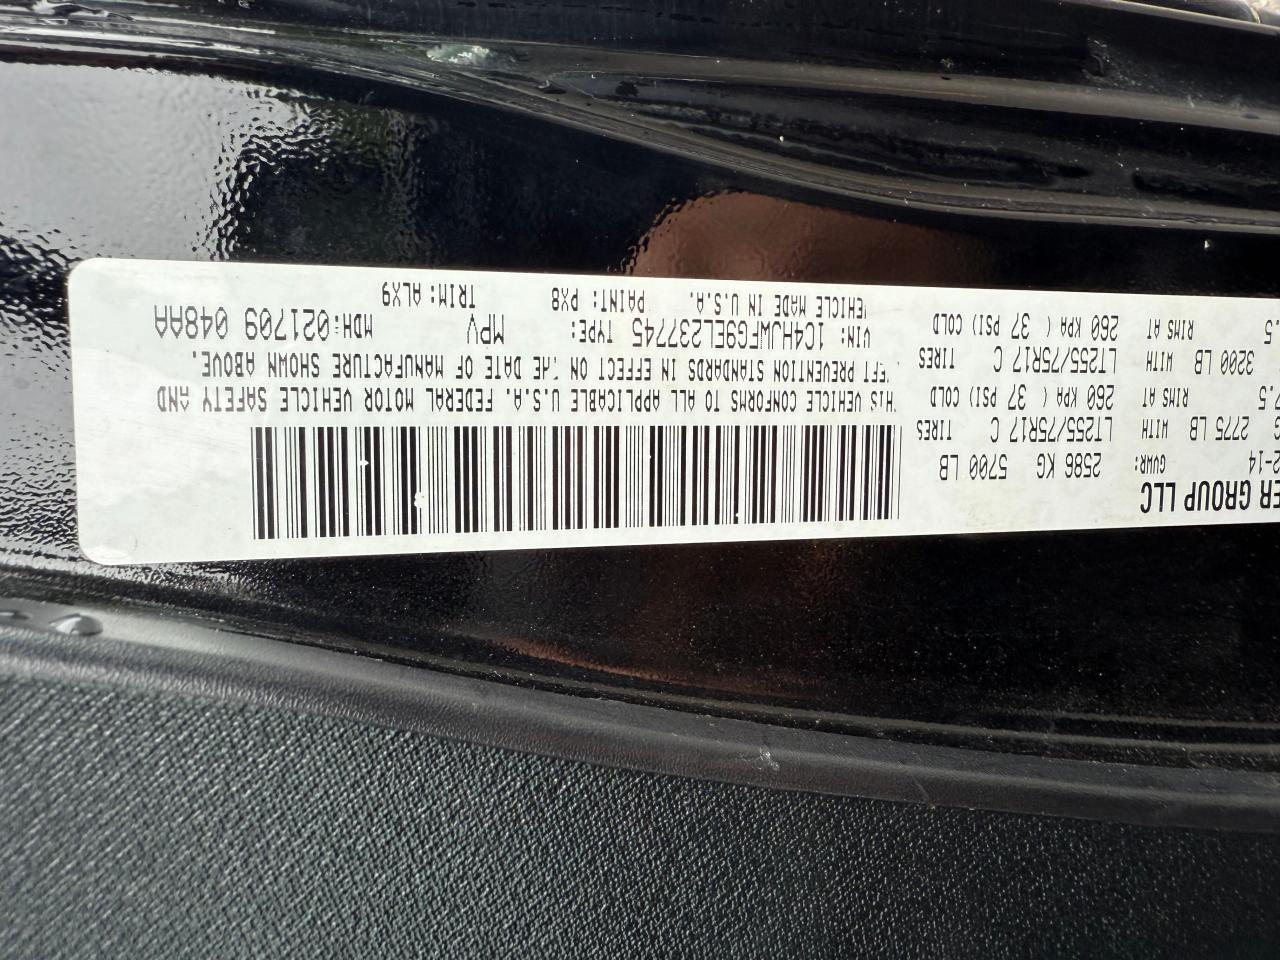 ER GROUP LLC
2-14 GVWR: 2586 KG 5700 LB
G 2775 LB WITH LT255/75R17 C TIRES
7.5 RIMS AT 260 KPA ( 37 PSI) COLD
3200 LB WITH LT255/75R17 C TIRES
.5 RIMS AT 260 KPA ( 37 PSI) COLD
HIS VEHICLE CONFORMS TO ALL APPLICABLE U.S.A. FEDERAL MOTOR VEHICLE SAFETY AND
EFT PREVENTION STANDARDS IN EFFECT ON HE DATE OF MANUFACTURE SHOWN ABOVE.
VIN: 1C4HJWFG9EL237745 TYPE: MPV MDH: 021709 048AA
EHICLE MADE IN U.S.A. PAINT: PX8 TRIM: ALX9